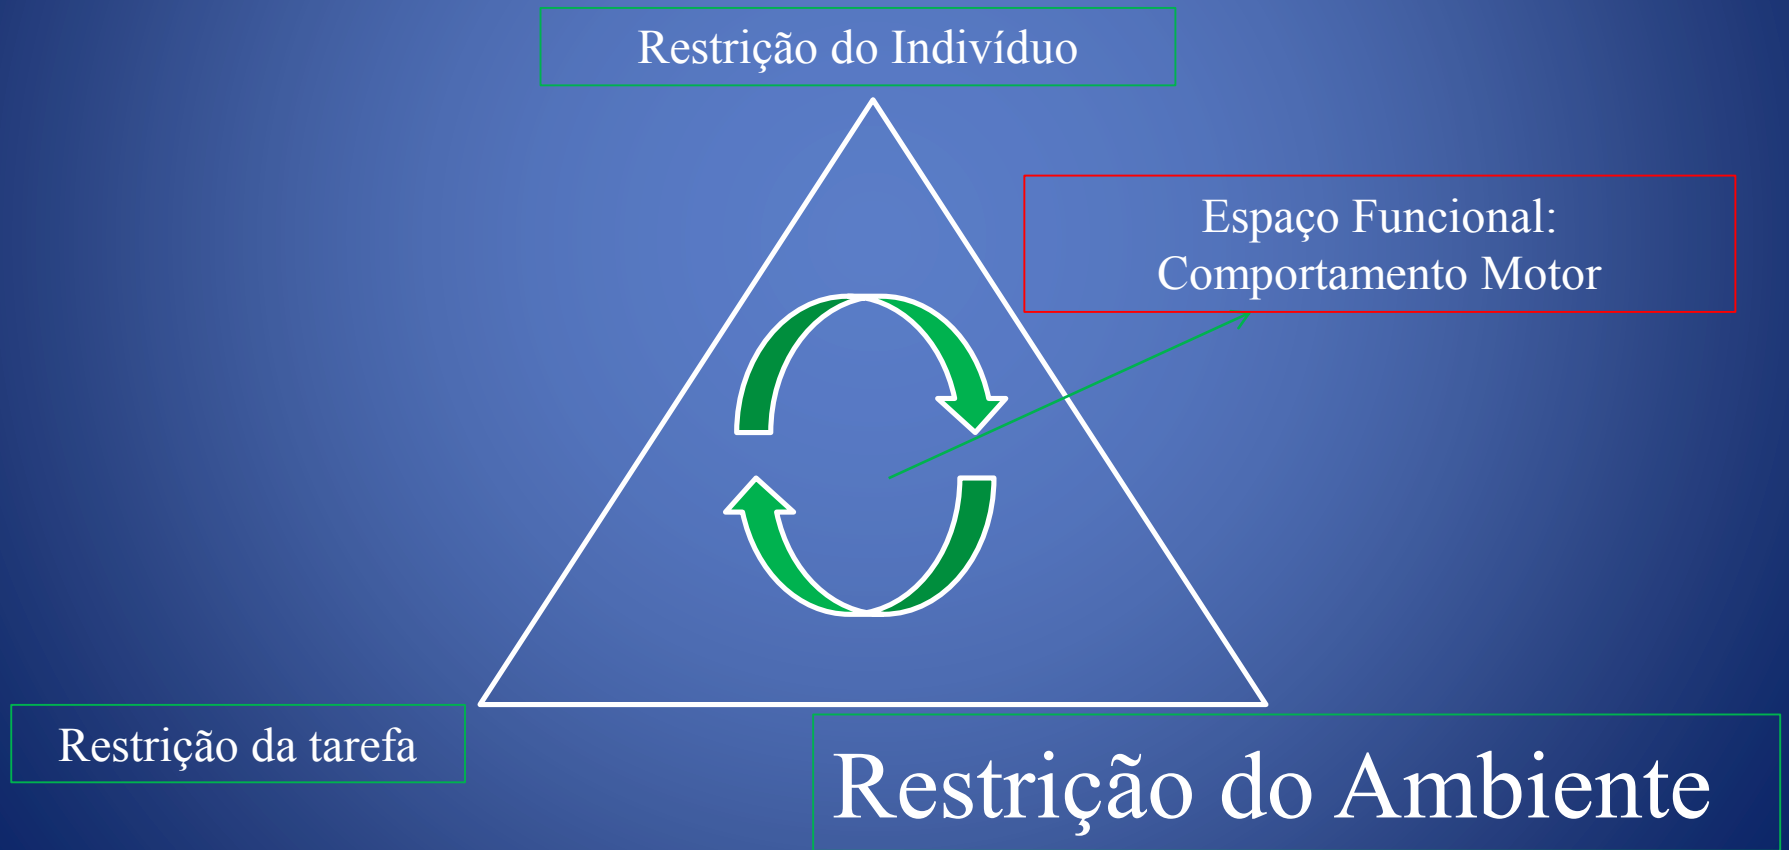 Restrição do Indivíduo
Espaço Funcional:
Comportamento Motor
Restrição da tarefa
Restrição do Ambiente